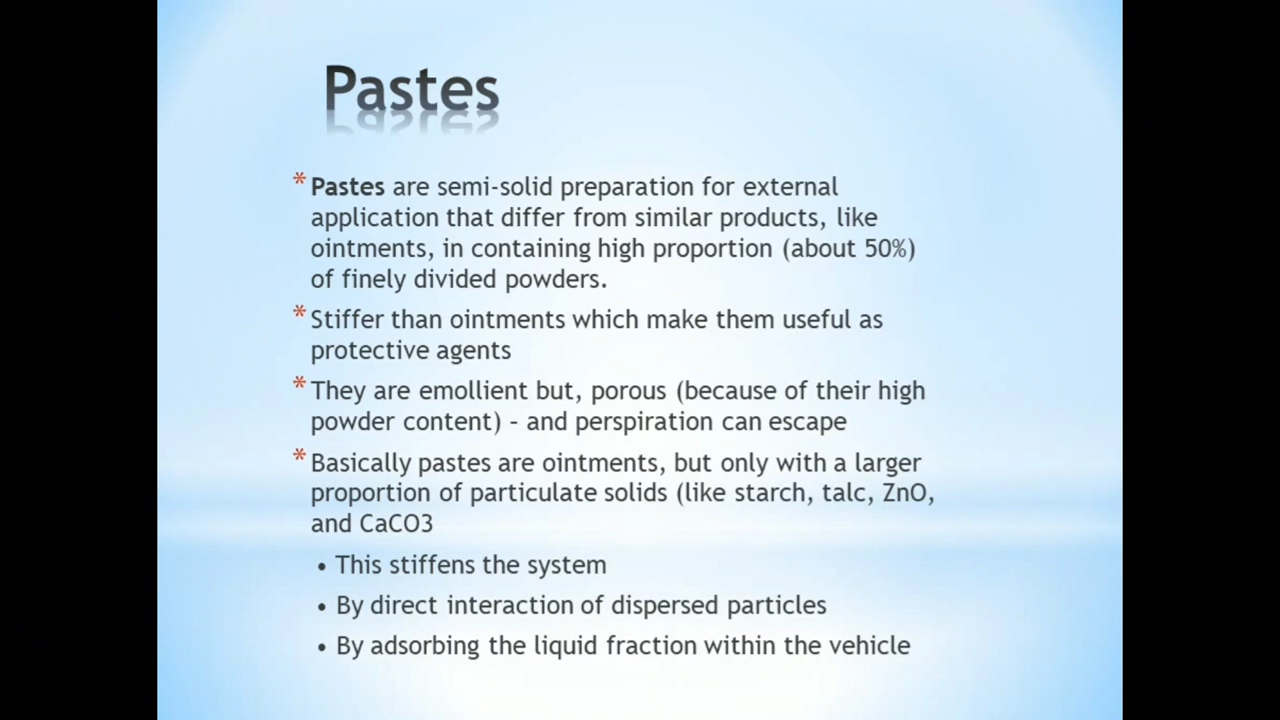 Pastes
* Pastes are semi-solid preparation for external
application that differ from similar products, like
ointments, in containing high proportion (about 50%)
of finely divided powders.
* Stiffer than ointments which make them useful as
protective agents
* They are emollient but, porous (because of their high
powder content) – and perspiration can escape
* Basically pastes are ointments, but only with a larger
proportion of particulate solids (like starch, talc, ZnO,
and CaCO3
• This stiffens the system
• By direct interaction of dispersed particles
• By adsorbing the liquid fraction within the vehicle